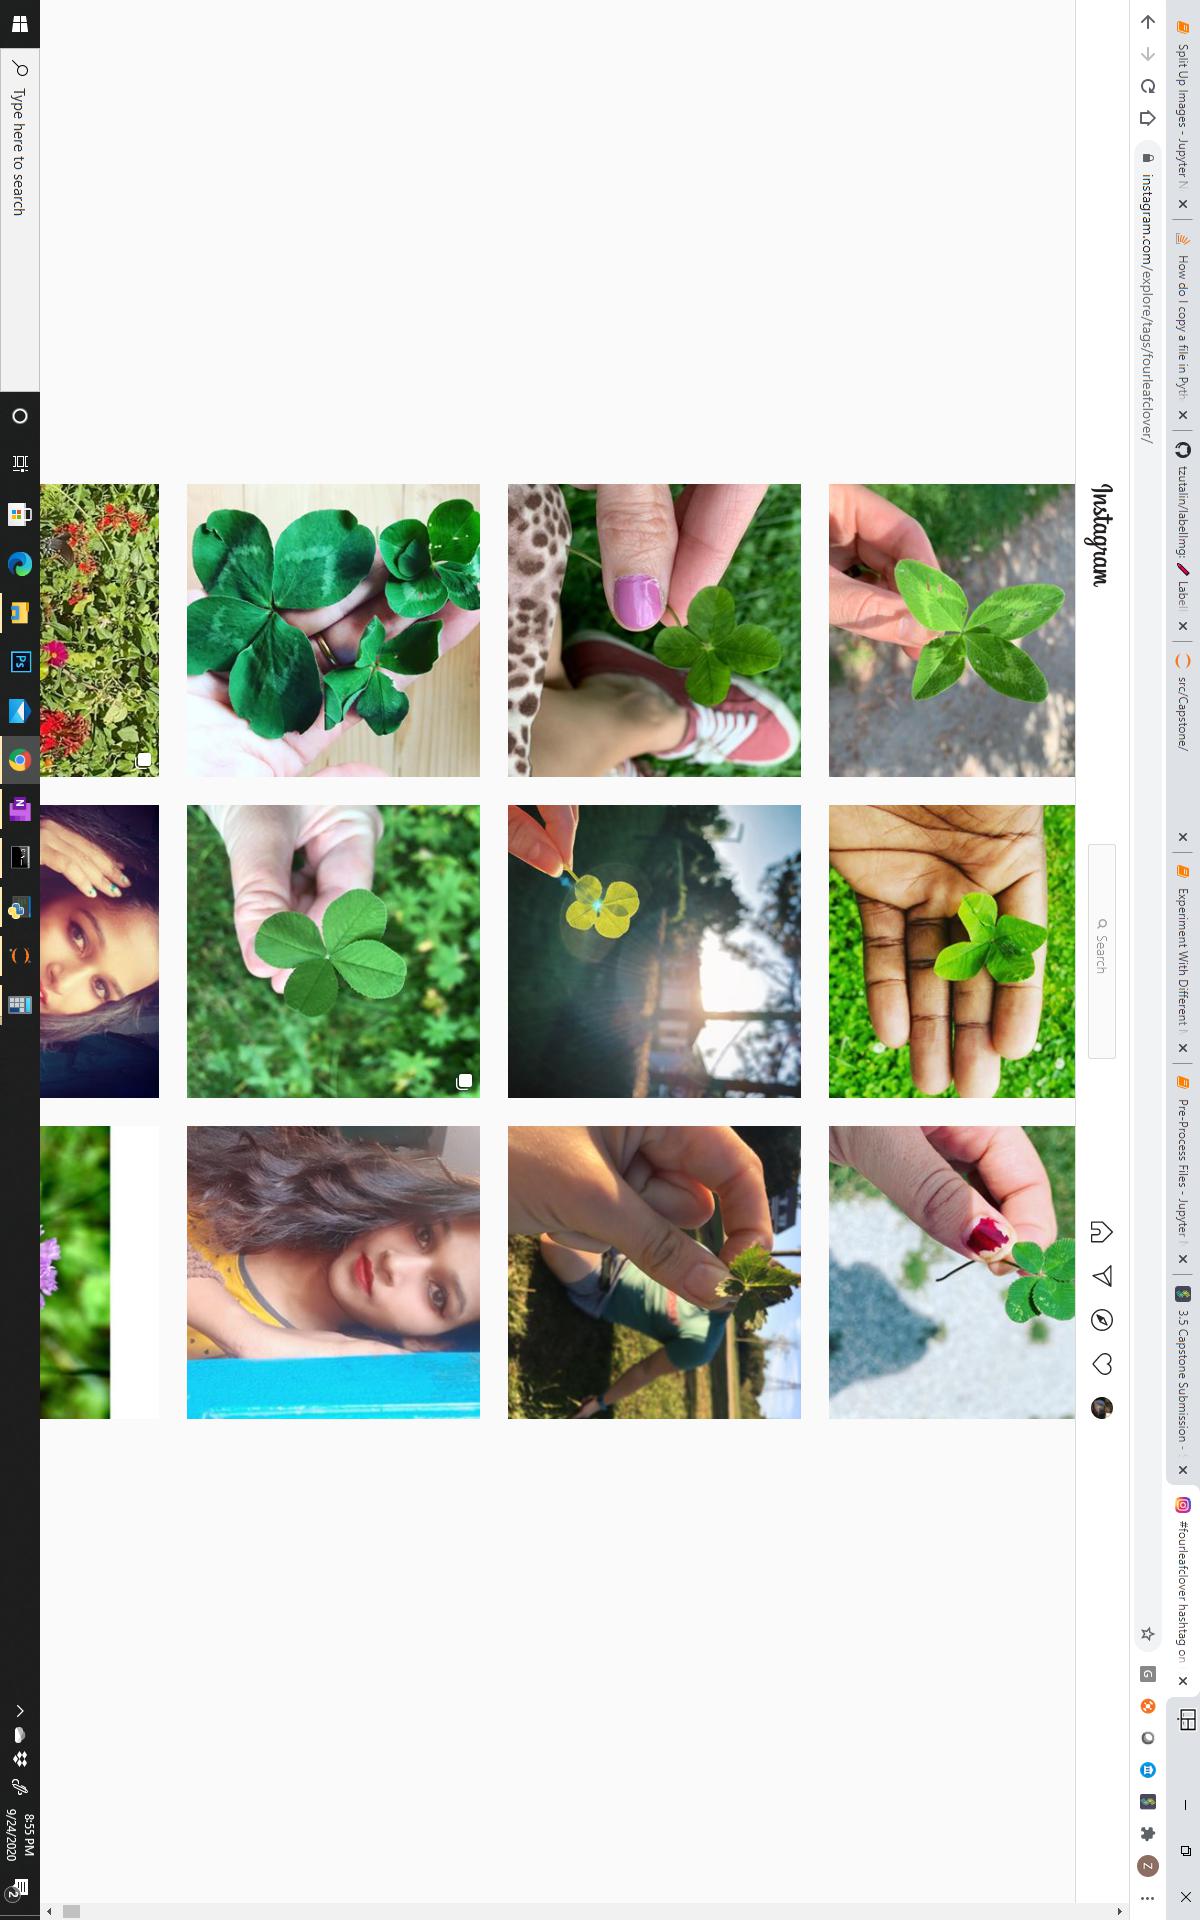 Split Up Images - Jupyter N
How do I copy a file in Pyth
tzutalin/labelImg: Label
src/Capstone/
Experiment With Different
Pre-Process Files - Jupyter
3.5 Capstone Submission -
#fourleafclover hashtag on
instagram.com/explore/tags/fourleafclover/
G
Z
Instagram
Search
Type here to search
Ps
N
8:55 PM
9/24/2020
2